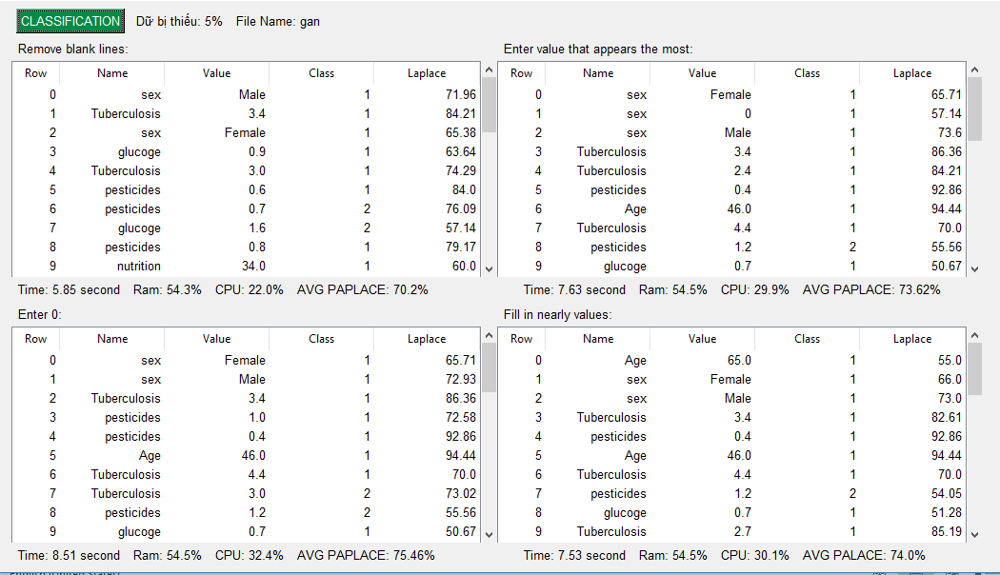 CLASSIFICATION Dữ bị thiếu: 5% File Name: gan
Remove blank lines:
Row Name Value Class Laplace
0 sex Male 1 71.96
1 Tuberculosis 3.4 1 84.21
2 sex Female 1 65.38
3 glucoge 0.9 1 63.64
4 Tuberculosis 3.0 1 74.29
5 pesticides 0.6 1 84.0
6 pesticides 0.7 2 76.09
7 glucoge 1.6 2 57.14
8 pesticides 0.8 1 79.17
9 nutrition 34.0 1 60.0
Time: 5.85 second Ram: 54.3% CPU: 22.0% AVG PAPLACE: 70.2%
Enter value that appears the most:
Row Name Value Class Laplace
0 sex Female 1 65.71
1 sex 0 1 57.14
2 sex Male 1 73.6
3 Tuberculosis 3.4 1 86.36
4 Tuberculosis 2.4 1 84.21
5 pesticides 0.4 1 92.86
6 Age 46.0 1 94.44
7 Tuberculosis 4.4 1 70.0
8 pesticides 1.2 2 55.56
9 glucoge 0.7 1 50.67
Time: 7.63 second Ram: 54.5% CPU: 29.9% AVG PAPLACE: 73.62%
Enter 0:
Row Name Value Class Laplace
0 sex Female 1 65.71
1 sex Male 1 72.93
2 Tuberculosis 3.4 1 86.36
3 pesticides 1.0 1 72.58
4 pesticides 0.4 1 92.86
5 Age 46.0 1 94.44
6 Tuberculosis 4.4 1 70.0
7 Tuberculosis 3.0 2 73.02
8 pesticides 1.2 2 55.56
9 glucoge 0.7 1 50.67
Time: 8.51 second Ram: 54.5% CPU: 32.4% AVG PAPLACE: 75.46%
Fill in nearly values:
Row Name Value Class Laplace
0 Age 65.0 1 55.0
1 sex Female 1 66.0
2 sex Male 1 73.0
3 Tuberculosis 3.4 1 82.61
4 pesticides 0.4 1 92.86
5 Age 46.0 1 94.44
6 Tuberculosis 4.4 1 70.0
7 pesticides 1.2 2 54.05
8 glucoge 0.7 1 51.28
9 Tuberculosis 2.7 1 85.19
Time: 7.53 second Ram: 54.5% CPU: 30.1% AVG PALACE: 74.0%